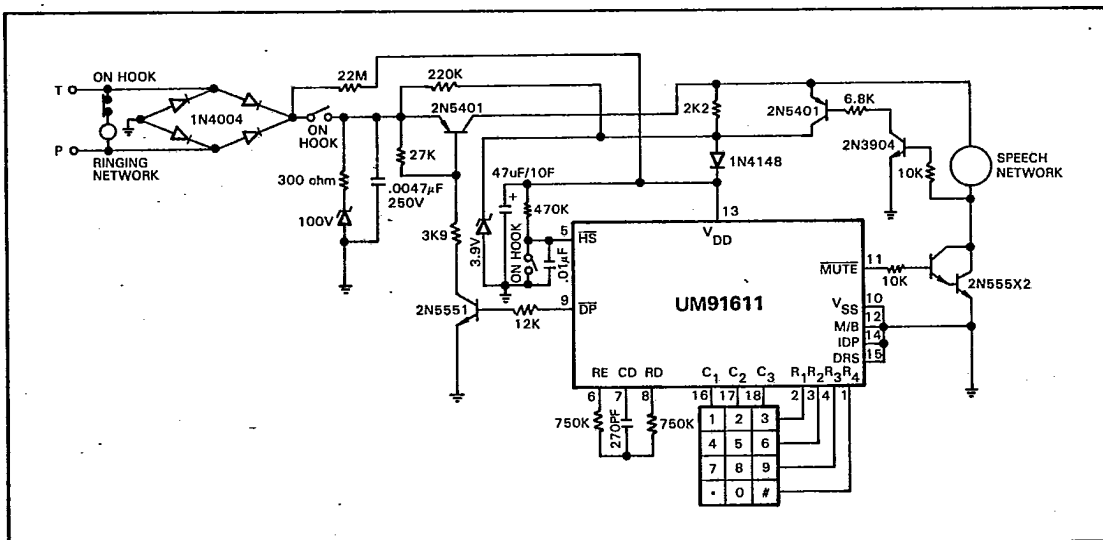 22M
220K
T
ON HOOK
1N4004
2N5401
2K2
2N5401
6.8K
ON
HOOK
2N3904
P
RINGING
NETWORK
27K
1N4148
10K
SPEECH
NETWORK
300 ohm
.0047µF
250V
47uF/10F
+
470K
100V
3K9
3.9V
ON HOOK
.01µF
5
HS
13
VDD
MUTE
11
10K
2N555X2
2N5551
12K
9
DP
UM91611
VSS
10
M/B
12
IDP
14
DRS
15
RE
CD
RD
C1
C2
C3
R1
R2
R3
R4
6
7
8
16
17
18
2
3
4
1
750K
270PF
750K
1 2 3
4 5 6
7 8 9
• 0 #